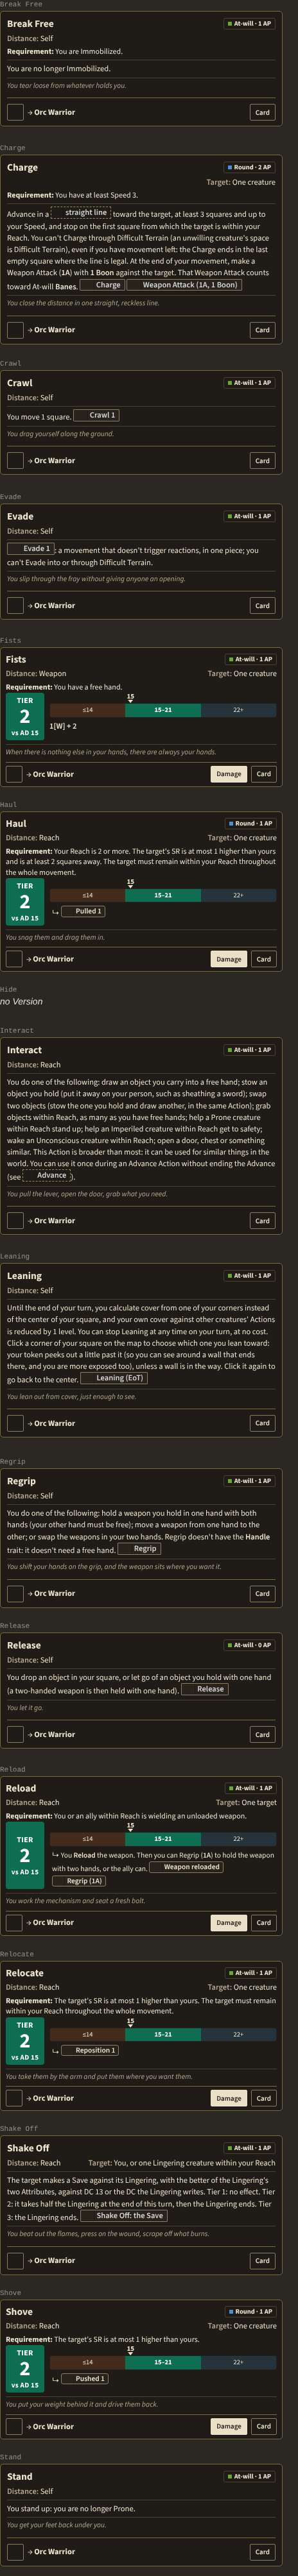 Break Free
Break Free
At-will · 1 AP
Distance: Self
Requirement: You are Immobilized.
You are no longer Immobilized.
You tear loose from whatever holds you.
→ Orc Warrior
Card
Charge
Charge
Round · 2 AP
Target: One creature
Requirement: You have at least Speed 3.
Advance in a straight line toward the target, at least 3 squares and up to
your Speed, and stop on the first square from which the target is within your
Reach. You can't Charge through Difficult Terrain (an unwilling creature's space
is Difficult Terrain), even if you have movement left: the Charge ends in the last
empty square where the line is legal. At the end of your movement, make a
Weapon Attack (1A) with 1 Boon against the target. That Weapon Attack counts
toward At-will Banes. Charge Weapon Attack (1A, 1 Boon)
You close the distance in one straight, reckless line.
→ Orc Warrior
Card
Crawl
Crawl
At-will · 1 AP
Distance: Self
You move 1 square. Crawl 1
You drag yourself along the ground.
→ Orc Warrior
Card
Evade
Evade
At-will · 1 AP
Distance: Self
Evade 1 : a movement that doesn't trigger reactions, in one piece; you
can't Evade into or through Difficult Terrain.
You slip through the fray without giving anyone an opening.
→ Orc Warrior
Card
Fists
Fists
At-will · 1 AP
Distance: Weapon
Target: One creature
Requirement: You have a free hand.
15
TIER
2
vs AD 15
≤14
15–21
22+
1[W] + 2
When there is nothing else in your hands, there are always your hands.
→ Orc Warrior
Damage
Card
Haul
Haul
Round · 1 AP
Distance: Reach
Target: One creature
Requirement: Your Reach is 2 or more. The target's SR is at most 1 higher than yours
and is at least 2 squares away. The target must remain within your Reach throughout
the whole movement.
15
TIER
2
vs AD 15
≤14
15–21
22+
↪ Pulled 1
You snag them and drag them in.
→ Orc Warrior
Damage
Card
Hide
no Version
Interact
Interact
At-will · 1 AP
Distance: Reach
You do one of the following: draw an object you carry into a free hand; stow an
object you hold (put it away on your person, such as sheathing a sword); swap
two objects (stow the one you hold and draw another, in the same Action); grab
objects within Reach, as many as you have free hands; help a Prone creature
within Reach stand up; help an Imperiled creature within Reach get to safety;
wake an Unconscious creature within Reach; open a door, chest or something
similar. This Action is broader than most: it can be used for similar things in the
world. You can use it once during an Advance Action without ending the Advance
(see Advance ).
You pull the lever, open the door, grab what you need.
→ Orc Warrior
Card
Leaning
Leaning
At-will · 1 AP
Distance: Self
Until the end of your turn, you calculate cover from one of your corners instead
of the center of your square, and your own cover against other creatures' Actions
is reduced by 1 level. You can stop Leaning at any time on your turn, at no cost.
Click a corner of your square on the map to choose which one you lean toward:
your token peeks out a little past it (so you can see around a wall that ends
there, and you are more exposed too), unless a wall is in the way. Click it again to
go back to the center. Leaning (EoT)
You lean out from cover, just enough to see.
→ Orc Warrior
Card
Regrip
Regrip
At-will · 1 AP
Distance: Self
You do one of the following: hold a weapon you hold in one hand with both
hands (your other hand must be free); move a weapon from one hand to the
other; or swap the weapons in your two hands. Regrip doesn't have the Handle
trait: it doesn't need a free hand. Regrip
You shift your hands on the grip, and the weapon sits where you want it.
→ Orc Warrior
Card
Release
Release
At-will · 0 AP
Distance: Self
You drop an object in your square, or let go of an object you hold with one hand
(a two-handed weapon is then held with one hand). Release
You let it go.
→ Orc Warrior
Card
Reload
Reload
At-will · 1 AP
Distance: Reach
Target: One target
Requirement: You or an ally within Reach is wielding an unloaded weapon.
15
TIER
2
vs AD 15
≤14
15–21
22+
↪ You Reload the weapon. Then you can Regrip (1A) to hold the weapon
with two hands, or the ally can. Weapon reloaded
Regrip (1A)
You work the mechanism and seat a fresh bolt.
→ Orc Warrior
Damage
Card
Relocate
Relocate
At-will · 1 AP
Distance: Reach
Target: One creature
Requirement: The target's SR is at most 1 higher than yours. The target must remain
within your Reach throughout the whole movement.
15
TIER
2
vs AD 15
≤14
15–21
22+
↪ Reposition 1
You take them by the arm and put them where you want them.
→ Orc Warrior
Damage
Card
Shake Off
Shake Off
At-will · 1 AP
Distance: Reach
Target: You, or one Lingering creature within your Reach
The target makes a Save against its Lingering, with the better of the Lingering's
two Attributes, against DC 13 or the DC the Lingering writes. Tier 1: no effect. Tier
2: it takes half the Lingering at the end of this turn, then the Lingering ends. Tier
3: the Lingering ends. Shake Off: the Save
You beat out the flames, press on the wound, scrape off what burns.
→ Orc Warrior
Card
Shove
Shove
Round · 1 AP
Distance: Reach
Target: One creature
Requirement: The target's SR is at most 1 higher than yours.
15
TIER
2
vs AD 15
≤14
15–21
22+
↪ Pushed 1
You put your weight behind it and drive them back.
→ Orc Warrior
Damage
Card
Stand
Stand
At-will · 1 AP
Distance: Self
You stand up: you are no longer Prone.
You get your feet back under you.
→ Orc Warrior
Card